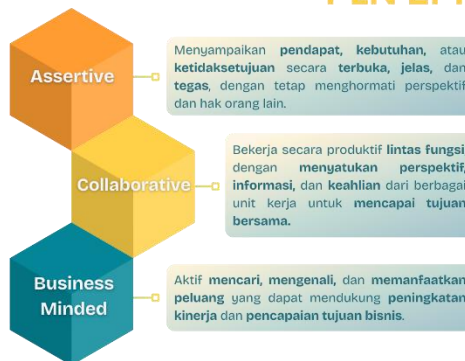 Assertive
Menyampaikan pendapat, kebutuhan, atau
ketidaksetujuan secara terbuka, jelas, dan
tegas, dengan tetap menghormati perspektif
dan hak orang lain.
Collaborative
Bekerja secara produktif lintas fungsi
dengan menyatukan perspektif,
informasi, dan keahlian dari berbagai
unit kerja untuk mencapai tujuan
bersama.
Business
Minded
Aktif mencari, mengenali, dan memanfaatkan
peluang yang dapat mendukung peningkatan
kinerja dan pencapaian tujuan bisnis.